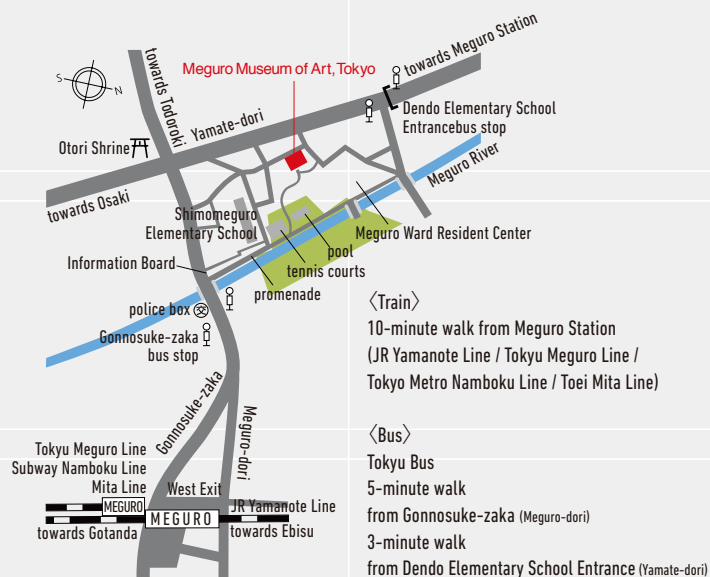 towards Meguro Station
Meguro Museum of Art, Tokyo
towards Todoroki
S
N
Dendo Elementary School
Entrancebus stop
Yamate-dori
Otori Shrine
Meguro River
towards Osaki
Shimomeguro
Elementary School
Meguro Ward Resident Center
pool
tennis courts
Information Board
promenade
police box
交
Gonnosuke-zaka
bus stop
Gonnosuke-zaka
Meguro-dori
Tokyu Meguro Line
Subway Namboku Line
Mita Line
West Exit
MEGURO
JR Yamanote Line
MEGURO
towards Gotanda
towards Ebisu
〈Train〉
10-minute walk from Meguro Station
(JR Yamanote Line / Tokyu Meguro Line /
Tokyo Metro Namboku Line / Toei Mita Line)
〈Bus〉
Tokyu Bus
5-minute walk
from Gonnosuke-zaka (Meguro-dori)
3-minute walk
from Dendo Elementary School Entrance (Yamate-dori)